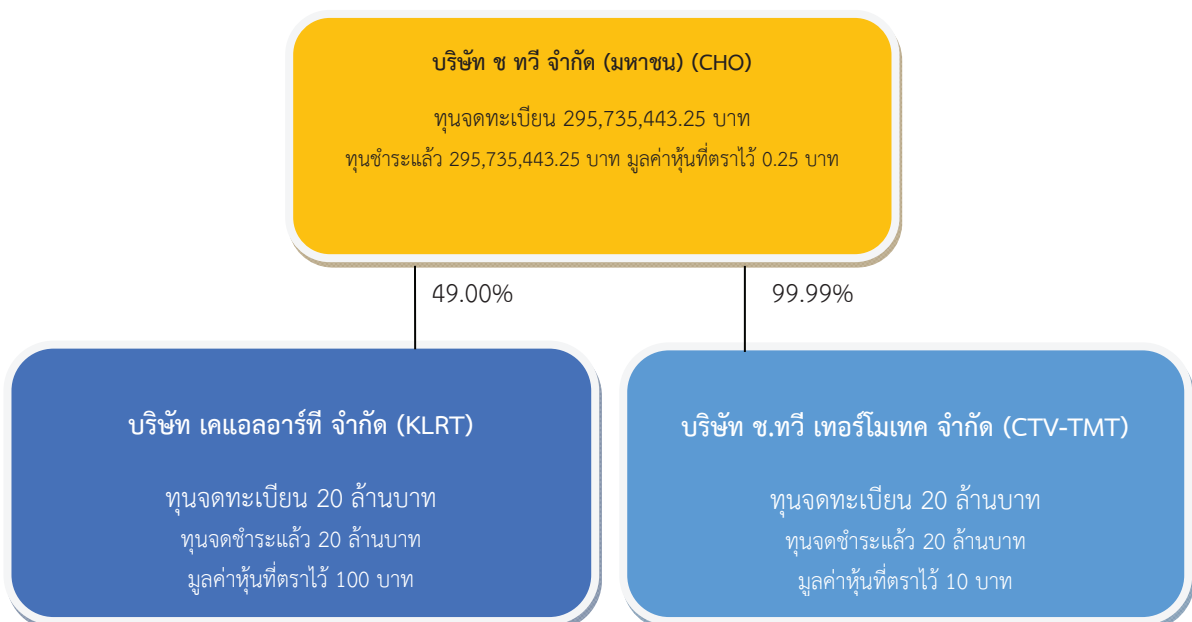 บริษัท ช ทวี จำกัด (มหาชน) (CHO)
ทุนจดทะเบียน 295,735,443.25 บาท
ทุนชำระแล้ว 295,735,443.25 บาท มูลค่าหุ้นที่ตราไว้ 0.25 บาท
49.00%
99.99%
บริษัท เคแอลอาร์ที จำกัด (KLRT)
ทุนจดทะเบียน 20 ล้านบาท
ทุนจดชำระแล้ว 20 ล้านบาท
มูลค่าหุ้นที่ตราไว้ 100 บาท
บริษัท ช.ทวี เทอร์โมเทค จำกัด (CTV-TMT)
ทุนจดทะเบียน 20 ล้านบาท
ทุนจดชำระแล้ว 20 ล้านบาท
มูลค่าหุ้นที่ตราไว้ 10 บาท